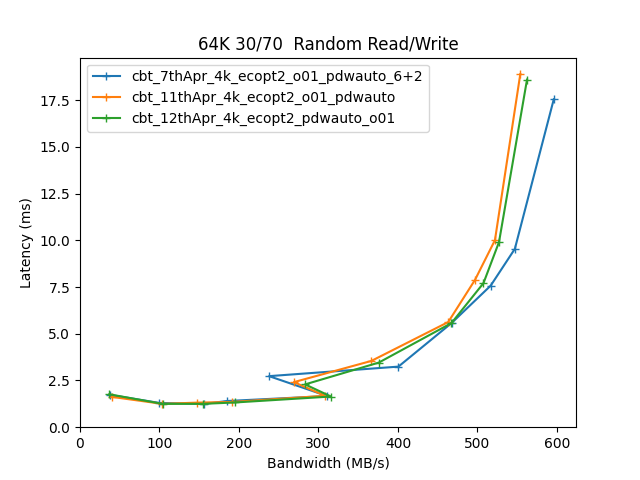 64K 30/70  Random Read/Write
cbt_7thApr_4k_ecopt2_o01_pdwauto_6+2
cbt_11thApr_4k_ecopt2_o01_pdwauto
cbt_12thApr_4k_ecopt2_pdwauto_o01
17.5
15.0
12.5
10.0
7.5
5.0
2.5
0.0
Latency (ms)
0 100 200 300 400 500 600
Bandwidth (MB/s)